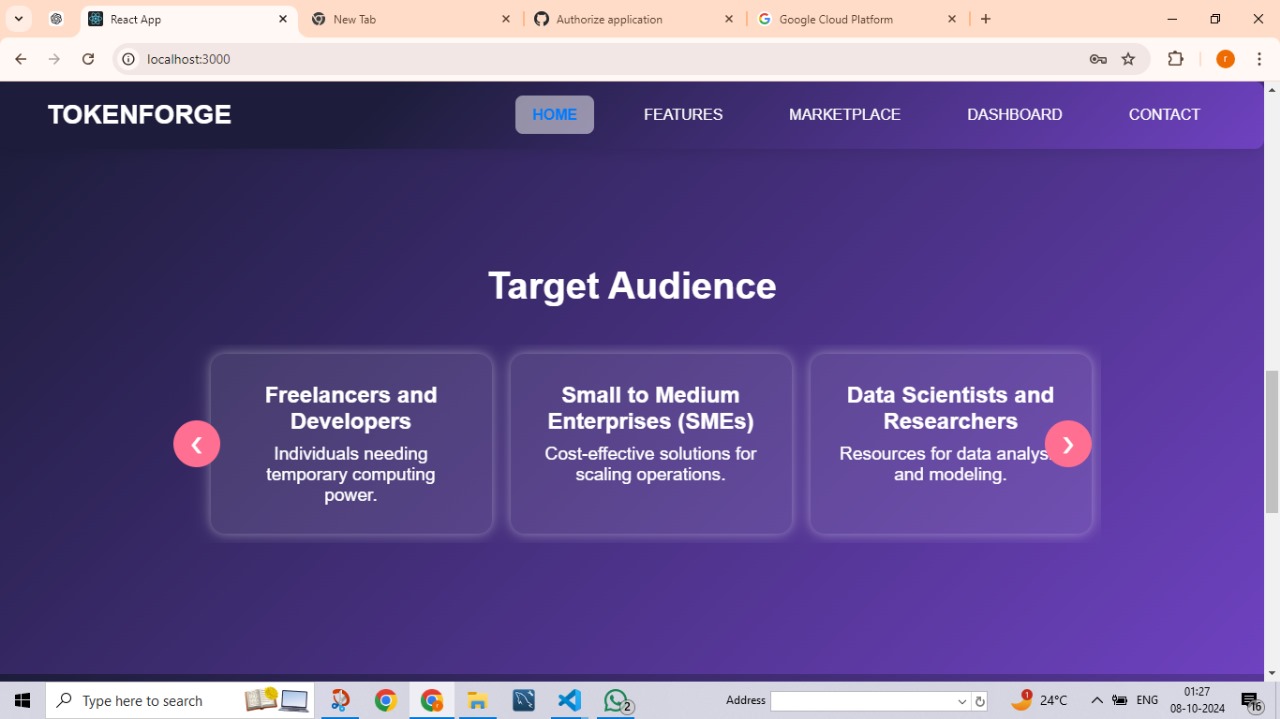 React App
New Tab
Authorize application
Google Cloud Platform
localhost:3000
r
TOKENFORGE
HOME
FEATURES
MARKETPLACE
DASHBOARD
CONTACT
Target Audience
Freelancers and
Developers
Individuals needing
temporary computing
power.
Small to Medium
Enterprises (SMEs)
Cost-effective solutions for
scaling operations.
Data Scientists and
Researchers
Resources for data analys
and modeling.
Type here to search
2
Address
1
24°C
ENG
01:27
08-10-2024
16